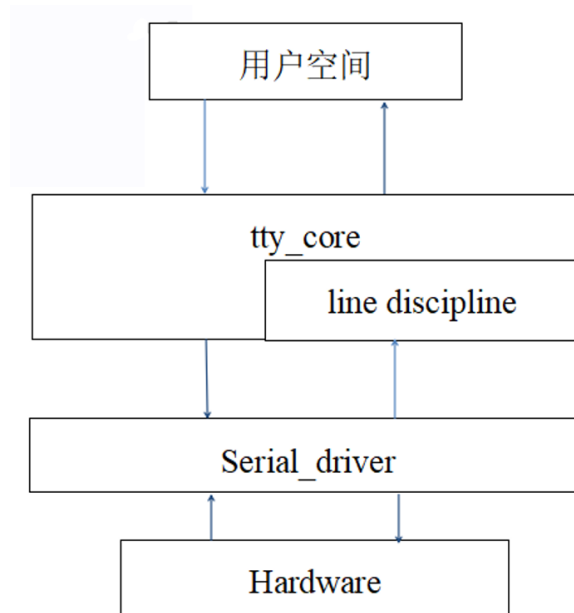 用户空间
tty_core
line discipline
Serial_driver
Hardware